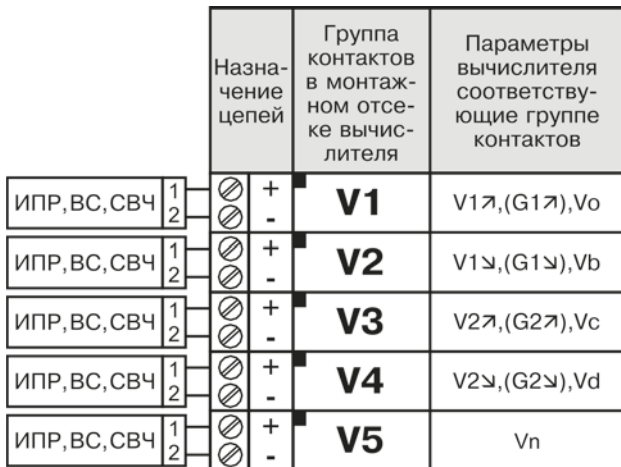 Назна-
чение
цепей
Группа
контактов
в монтаж-
ном отсе-
ке вычис-
лителя
Параметры
вычислителя
соответству-
ющие группе
контактов
ИПР,ВС,СВЧ 1 + V1 V1↗,(G1↗),Vo
2 -
ИПР,ВС,СВЧ 1 + V2 V1↘,(G1↘),Vb
2 -
ИПР,ВС,СВЧ 1 + V3 V2↗,(G2↗),Vc
2 -
ИПР,ВС,СВЧ 1 + V4 V2↘,(G2↘),Vd
2 -
ИПР,ВС,СВЧ 1 + V5 Vn
2 -